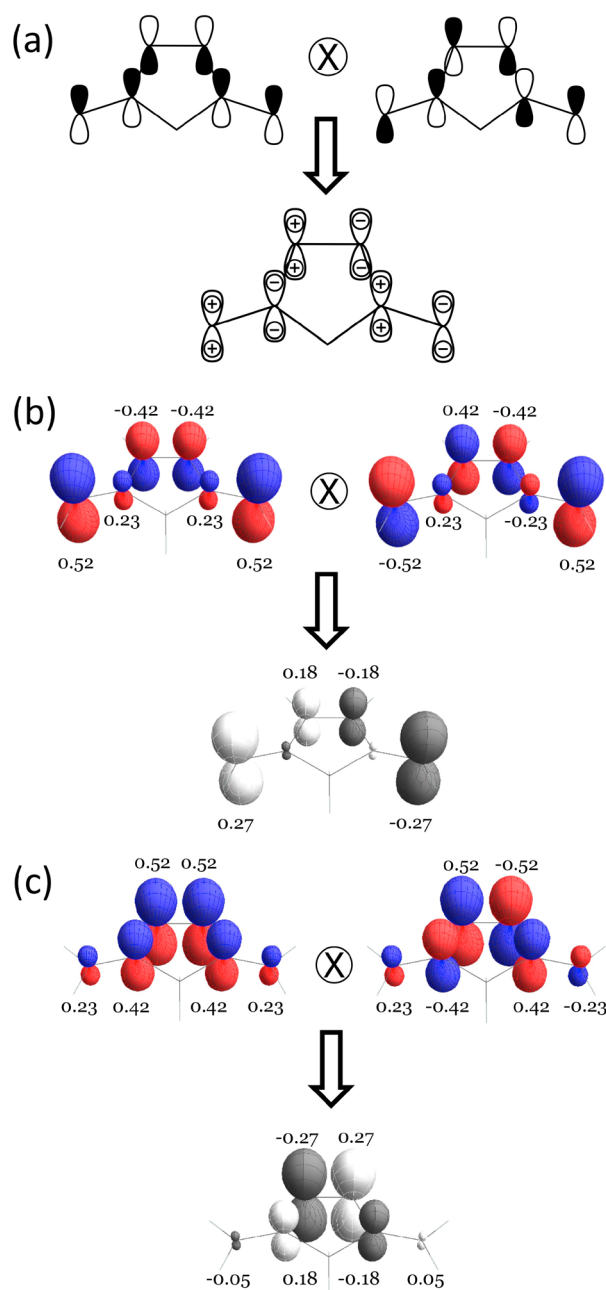 (a)
X
+ −
+ − − +
+ − + −
+ − + −
(b)
-0.42 -0.42 0.42 -0.42
X
0.23 0.23 0.23 -0.23
0.52 0.52 -0.52 0.52
0.18 -0.18
0.27 -0.27
(c)
0.52 0.52 0.52 -0.52
X
0.23 0.42 0.42 0.23 0.23 -0.42 0.42 -0.23
-0.27 0.27
-0.05 0.18 -0.18 0.05